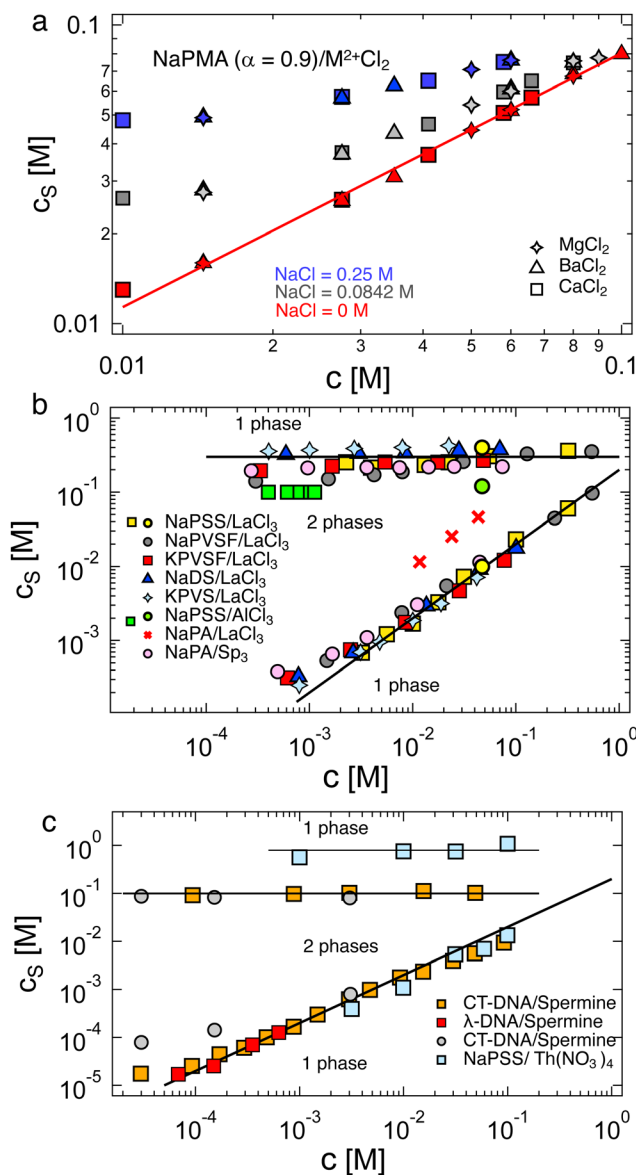 a
NaPMA (α = 0.9)/M²⁺Cl₂
0.1
7
6
5
4
3
2
0.01
c_S [M]
NaCl = 0.25 M
NaCl = 0.0842 M
NaCl = 0 M
MgCl₂
BaCl₂
CaCl₂
0.01 2 3 4 5 6 7 8 9 0.1
c [M]
b
10⁰
10⁻¹
10⁻²
10⁻³
c_S [M]
1 phase
2 phases
1 phase
NaPSS/LaCl₃
NaPVSF/LaCl₃
KPVSF/LaCl₃
NaDS/LaCl₃
KPVS/LaCl₃
NaPSS/AlCl₃
NaPA/LaCl₃
NaPA/Sp₃
10⁻⁴ 10⁻³ 10⁻² 10⁻¹ 10⁰
c [M]
c
10⁰
10⁻¹
10⁻²
10⁻³
10⁻⁴
10⁻⁵
c_S [M]
1 phase
2 phases
1 phase
CT-DNA/Spermine
λ-DNA/Spermine
CT-DNA/Spermine
NaPSS/ Th(NO₃)₄
10⁻⁴ 10⁻³ 10⁻² 10⁻¹ 10⁰
c [M]